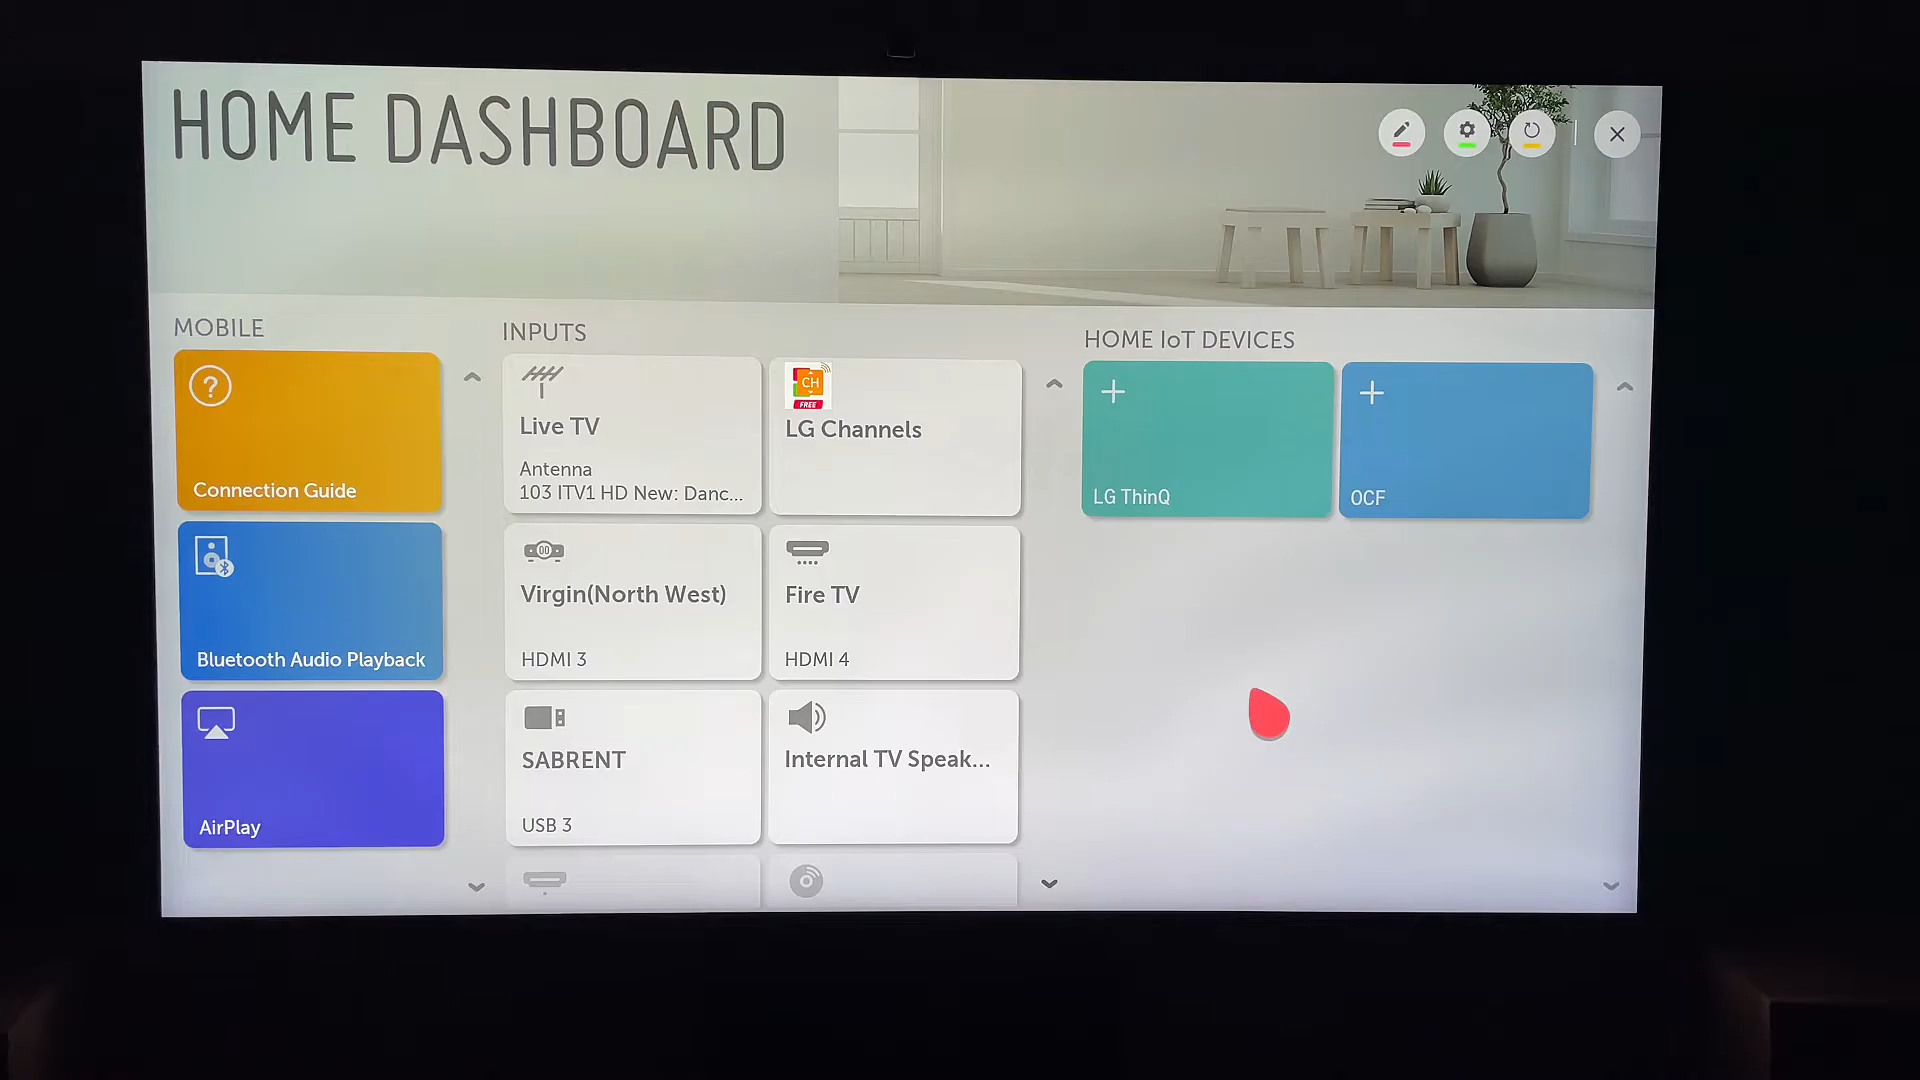 HOME DASHBOARD
MOBILE
?
Connection Guide
Bluetooth Audio Playback
AirPlay
INPUTS
Live TV
Antenna
103 ITV1 HD New: Danc...
CH
FREE
LG Channels
00
Virgin(North West)
HDMI 3
Fire TV
HDMI 4
SABRENT
USB 3
Internal TV Speak...
HOME IoT DEVICES
LG ThinQ
OCF